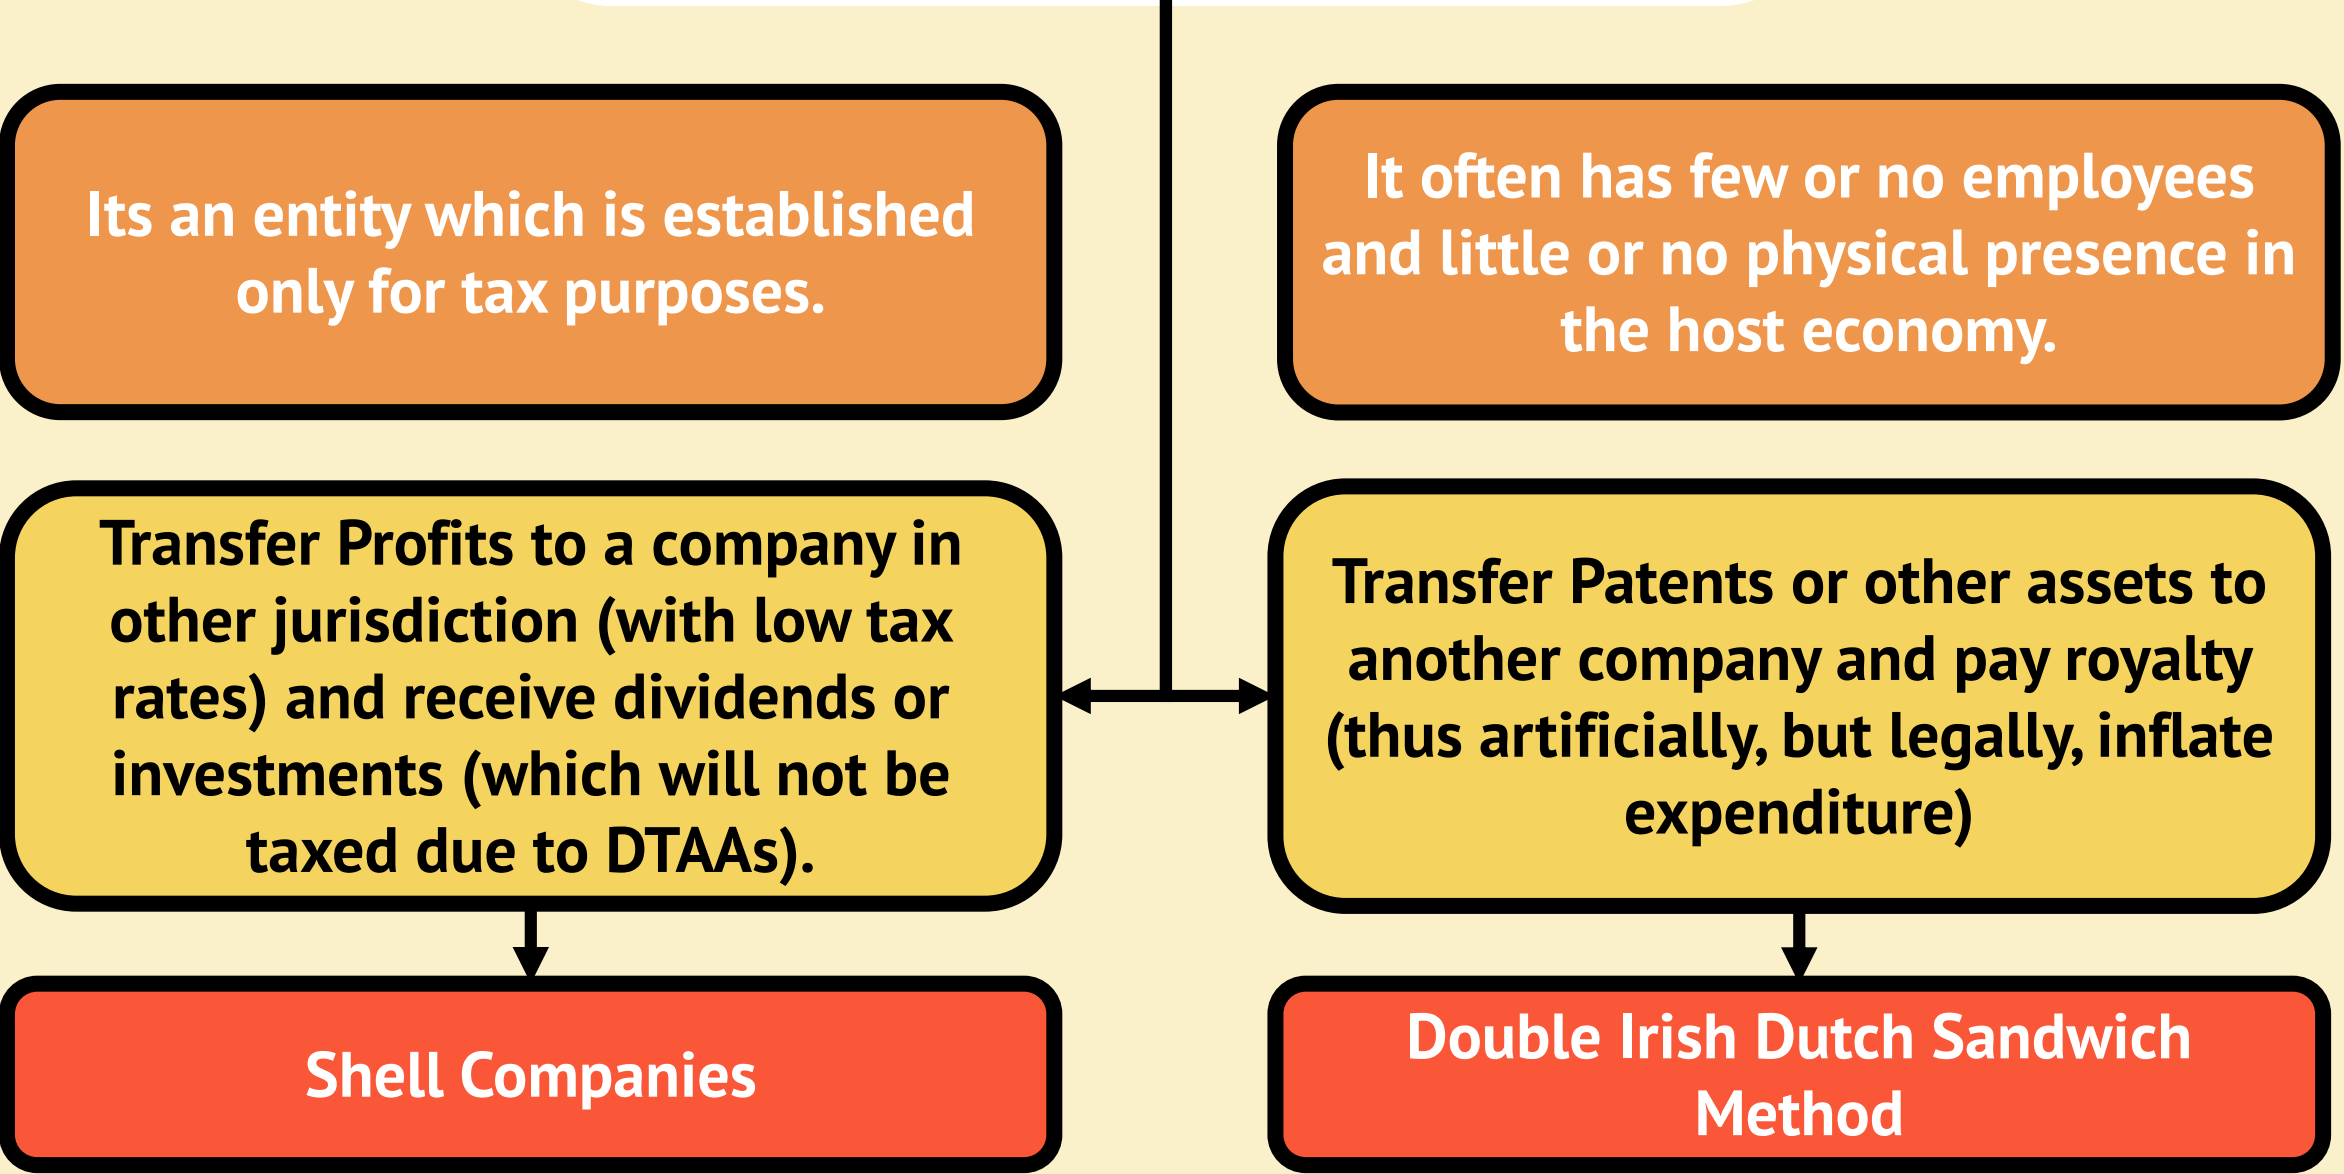 Its an entity which is established
only for tax purposes.
It often has few or no employees
and little or no physical presence in
the host economy.
Transfer Profits to a company in
other jurisdiction (with low tax
rates) and receive dividends or
investments (which will not be
taxed due to DTAAs).
Transfer Patents or other assets to
another company and pay royalty
(thus artificially, but legally, inflate
expenditure)
Shell Companies
Double Irish Dutch Sandwich
Method